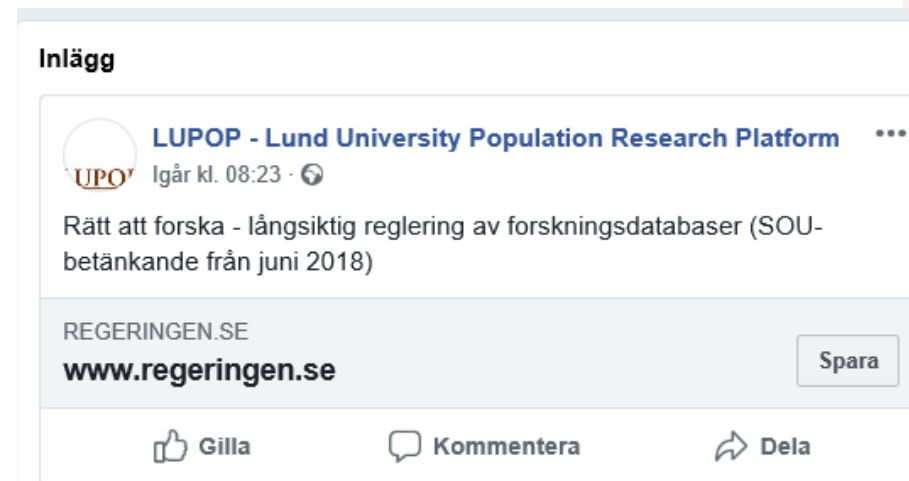 Inlägg
LUPOP - Lund University Population Research Platform
UPO
Igår kl. 08:23 ·
Rätt att forska - långsiktig reglering av forskningsdatabaser (SOU-
betänkande från juni 2018)
REGERINGEN.SE
www.regeringen.se
Spara
Gilla
Kommentera
Dela